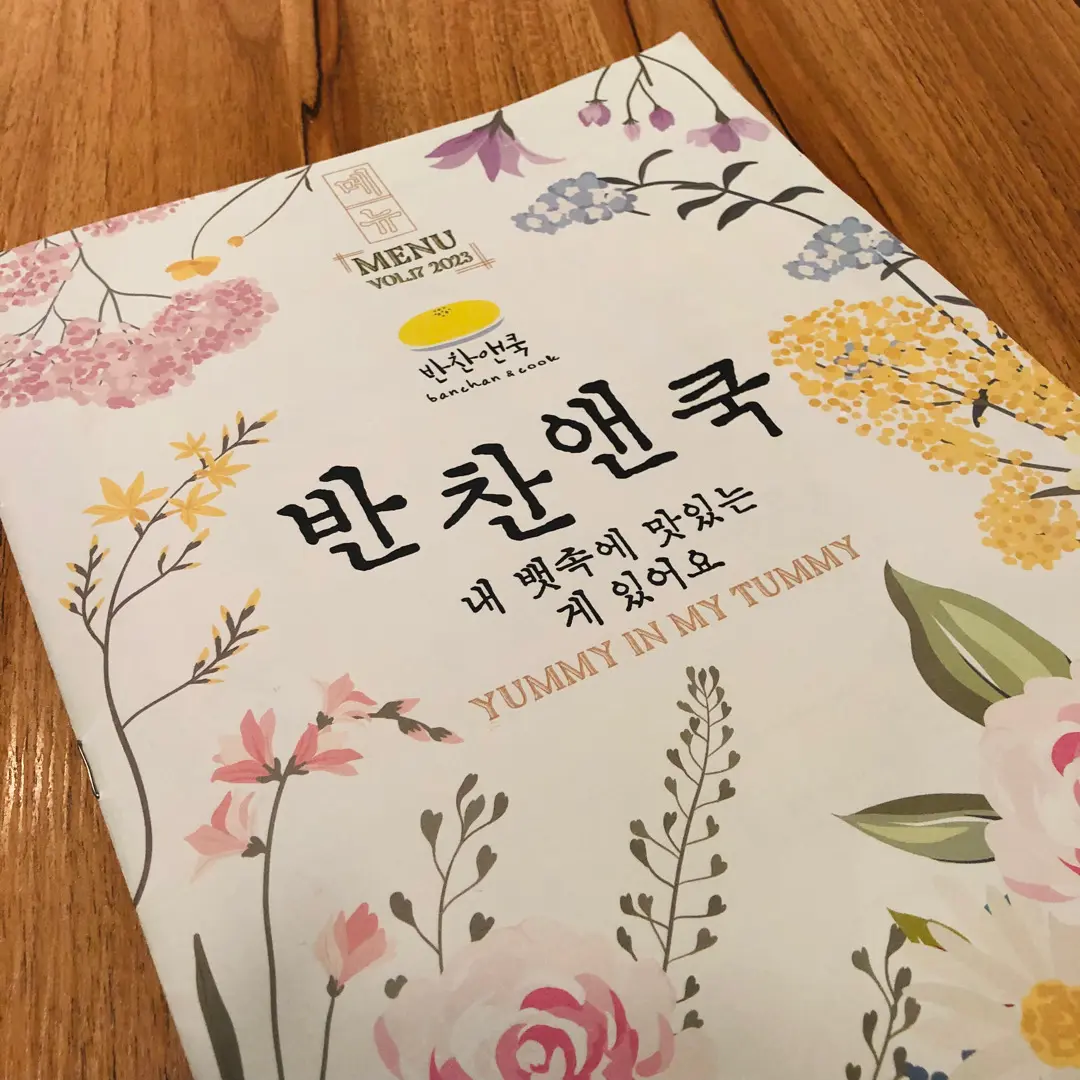 메
뉴
MENU
VOL.17 2023
반찬앤쿡
banchan & cook
반찬앤쿡
내 뱃속에 맛있는
게 있어요
YUMMY IN MY TUMMY